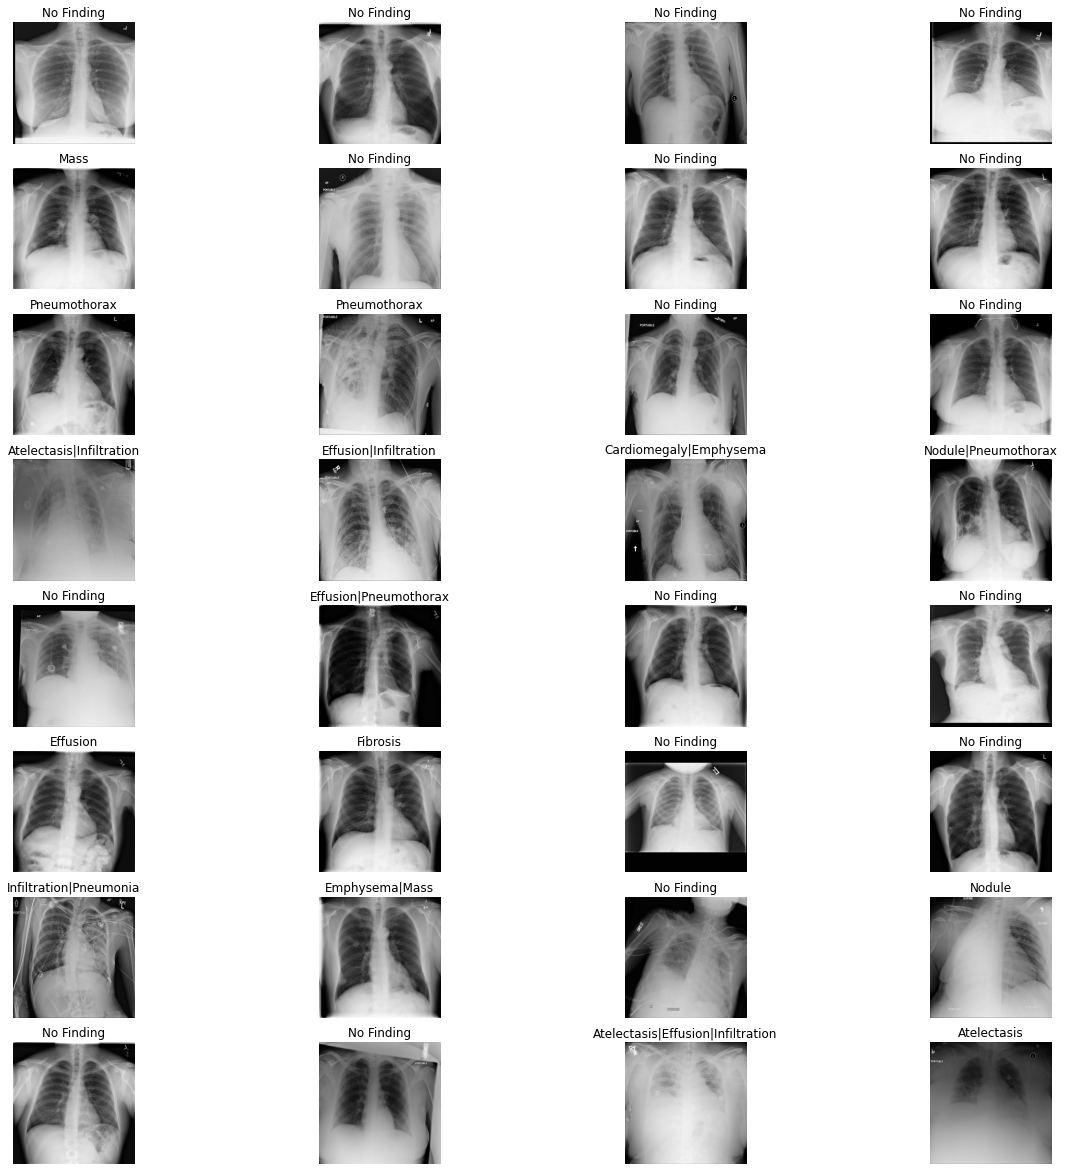 No Finding No Finding No Finding No Finding
Mass No Finding No Finding No Finding
Pneumothorax Pneumothorax No Finding No Finding
Atelectasis|Infiltration Effusion|Infiltration Cardiomegaly|Emphysema Nodule|Pneumothorax
No Finding Effusion|Pneumothorax No Finding No Finding
Effusion Fibrosis No Finding No Finding
Infiltration|Pneumonia Emphysema|Mass No Finding Nodule
No Finding No Finding Atelectasis|Effusion|Infiltration Atelectasis